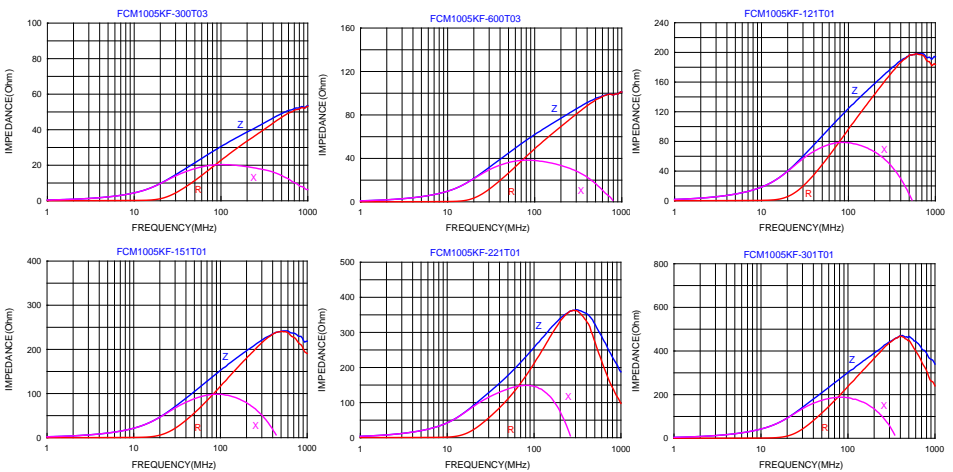 FCM1005KF-300T03
100
80
60
40
20
0
1
10
100
1000
IMPEDANCE(Ohm)
FREQUENCY(MHz)
Z
R
X
FCM1005KF-600T03
160
120
80
40
0
1
10
100
1000
IMPEDANCE(Ohm)
FREQUENCY(MHz)
Z
R
X
FCM1005KF-121T01
240
200
160
120
80
40
0
1
10
100
1000
IMPEDANCE(Ohm)
FREQUENCY(MHz)
Z
R
X
FCM1005KF-151T01
400
300
200
100
0
1
10
100
1000
IMPEDANCE(Ohm)
FREQUENCY(MHz)
Z
R
X
FCM1005KF-221T01
500
400
300
200
100
0
1
10
100
1000
IMPEDANCE(Ohm)
FREQUENCY(MHz)
Z
R
X
FCM1005KF-301T01
800
600
400
200
0
1
10
100
1000
IMPEDANCE(Ohm)
FREQUENCY(MHz)
Z
R
X